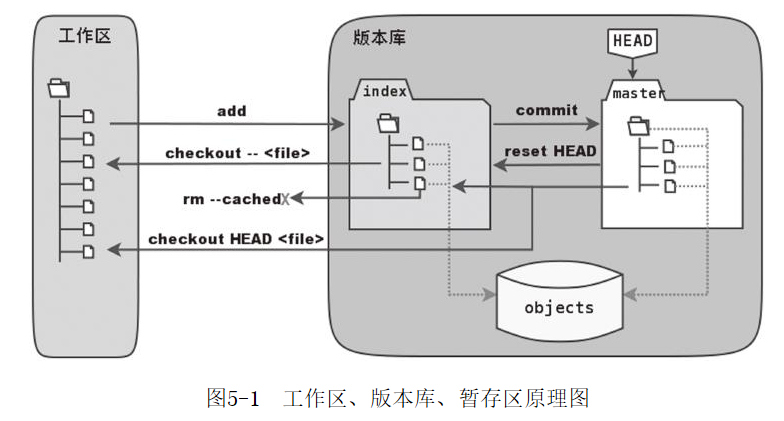 工作区
版本库
HEAD
index
master
add
commit
checkout -- <file>
reset HEAD
rm --cached
X
checkout HEAD <file>
objects
图5-1 工作区、版本库、暂存区原理图